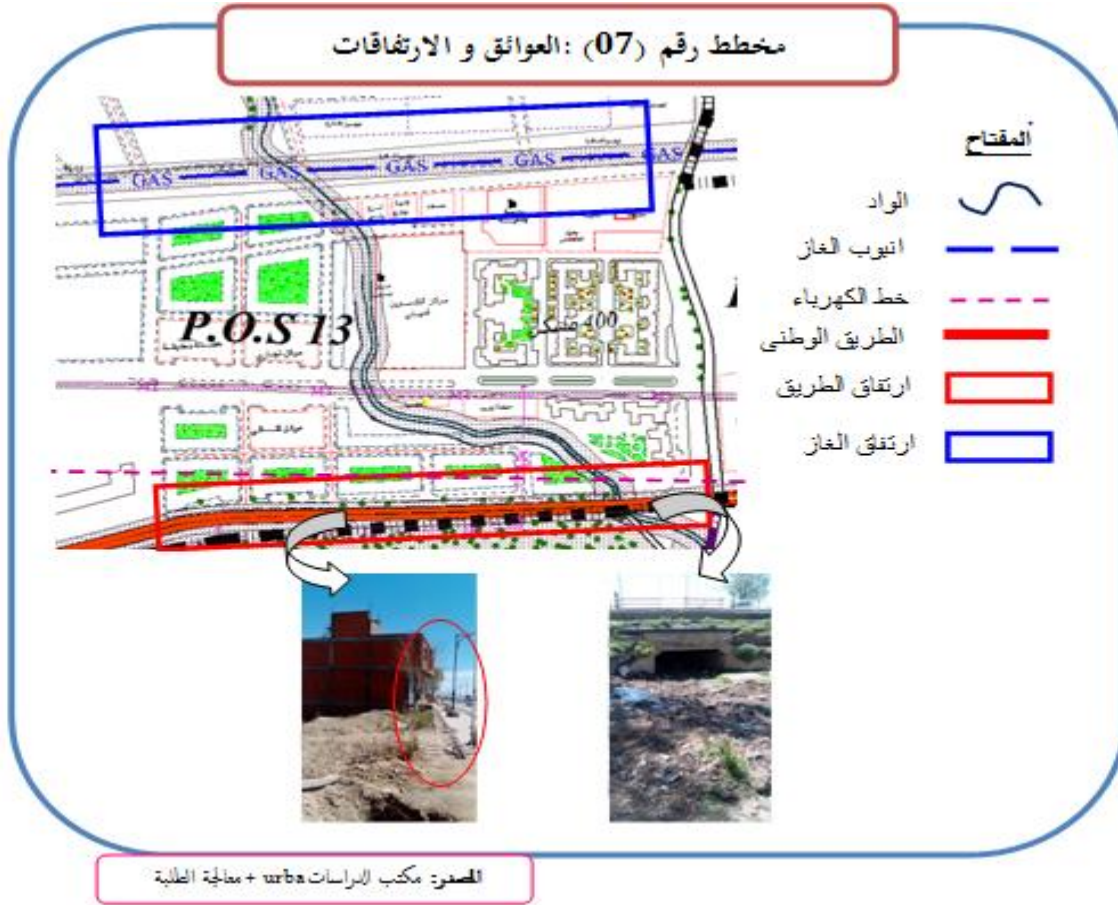 مخطط رقم (07) :العوائق و الارتفاقات
المفتاح
الواد
انبوب الغاز
خط الكهرباء
الطريق الوطنى
ارتفاق الطريق
ارتفاق الغاز
GAS GAS GAS GAS GAS
P.O.S 13
400 مسكن
المصدر: مكتب الدراسات urba + معالجة الطلبة